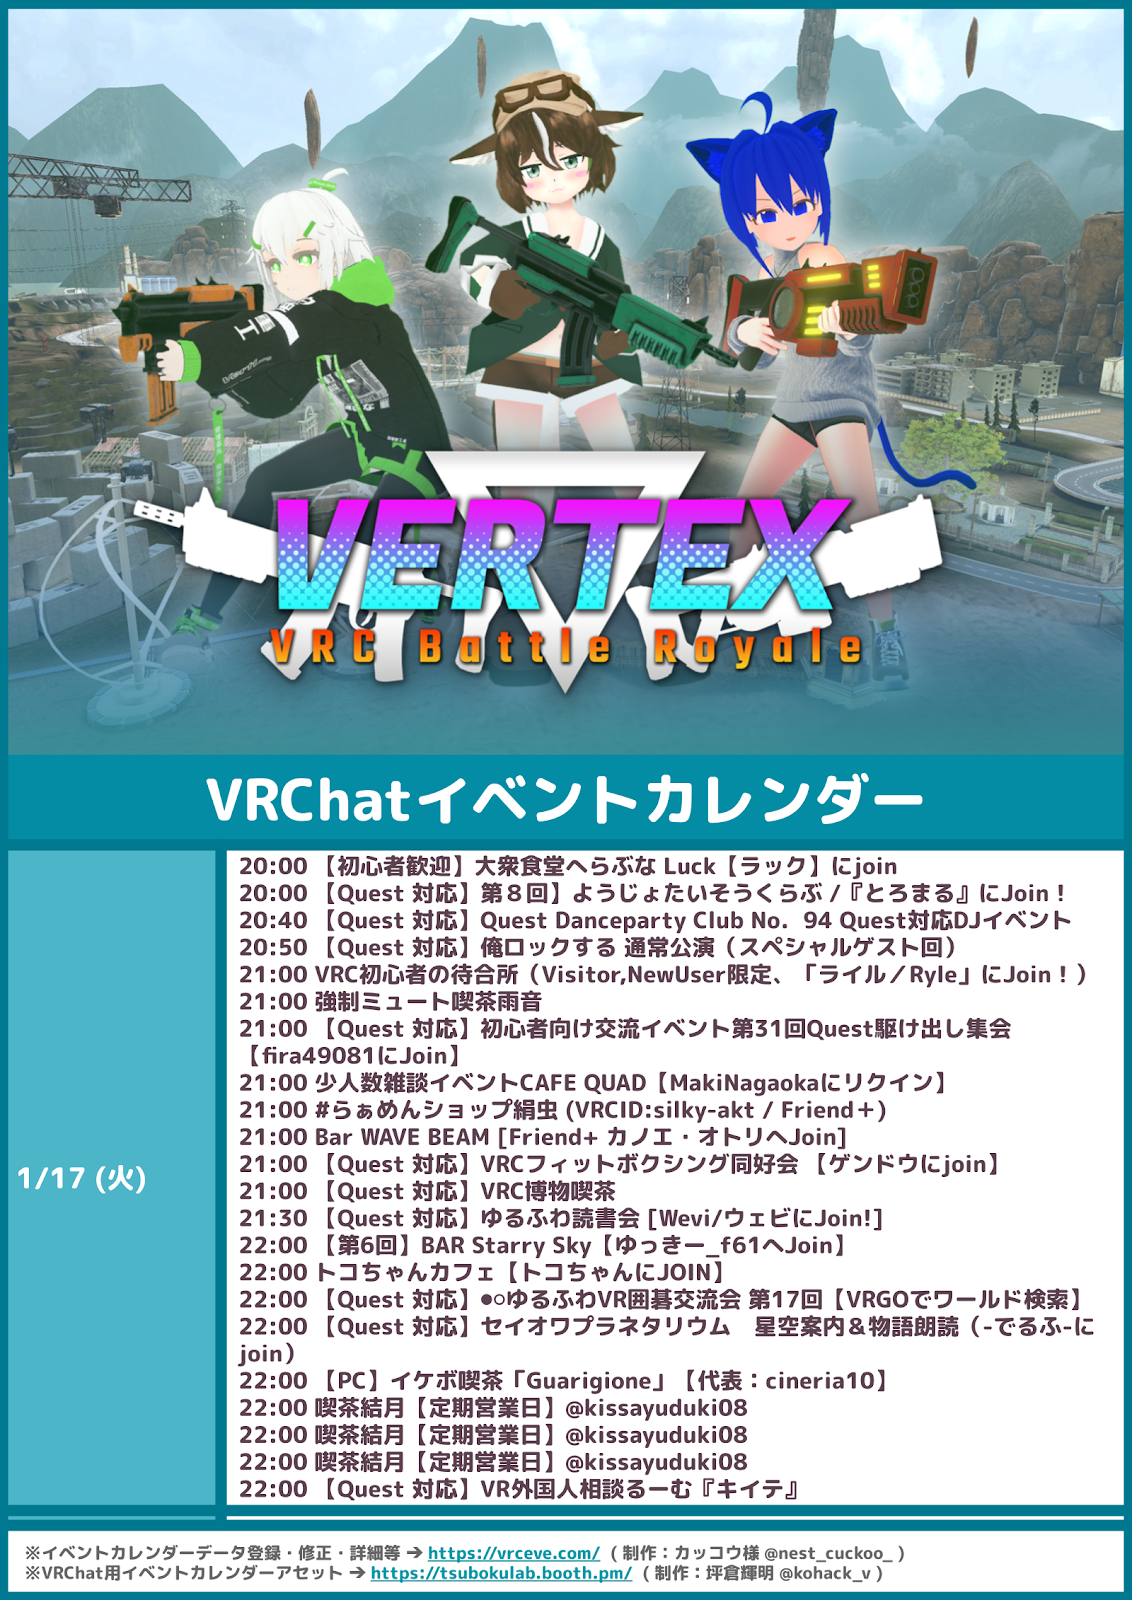 VERTEX
VRC Battle Royale
VRChatイベントカレンダー
1/17 (火)
20:00 【初心者歓迎】大衆食堂へらぶな Luck【ラック】にjoin
20:00 【Quest 対応】第８回】ようじょたいそうくらぶ /『とろまる』にJoin！
20:40 【Quest 対応】Quest Danceparty Club No．94 Quest対応DJイベント
20:50 【Quest 対応】俺ロックする 通常公演（スペシャルゲスト回）
21:00 VRC初心者の待合所（Visitor,NewUser限定、「ライル／Ryle」にJoin！）
21:00 強制ミュート喫茶雨音
21:00 【Quest 対応】初心者向け交流イベント第31回Quest駆け出し集会
【fira49081にJoin】
21:00 少人数雑談イベントCAFE QUAD【MakiNagaokaにリクイン】
21:00 #らぁめんショップ絹虫 (VRCID:silky-akt / Friend＋)
21:00 Bar WAVE BEAM [Friend+ カノエ・オトリへJoin]
21:00 【Quest 対応】VRCフィットボクシング同好会 【ゲンドウにjoin】
21:00 【Quest 対応】VRC博物喫茶
21:30 【Quest 対応】ゆるふわ読書会 [Wevi/ウェビにJoin!]
22:00 【第6回】BAR Starry Sky【ゆっきー_f61へJoin】
22:00 トコちゃんカフェ【トコちゃんにJOIN】
22:00 【Quest 対応】●○ゆるふわVR囲碁交流会 第17回【VRGOでワールド検索】
22:00 【Quest 対応】セイオワプラネタリウム　星空案内＆物語朗読（-でるふ-に
join）
22:00 【PC】イケボ喫茶「Guarigione」【代表：cineria10】
22:00 喫茶結月【定期営業日】@kissayuduki08
22:00 喫茶結月【定期営業日】@kissayuduki08
22:00 喫茶結月【定期営業日】@kissayuduki08
22:00 【Quest 対応】VR外国人相談るーむ『キイテ』
※イベントカレンダーデータ登録・修正・詳細等 ➔ https://vrceve.com/ （制作：カッコウ様 @nest_cuckoo_ ）
※VRChat用イベントカレンダーアセット ➔ https://tsubokulab.booth.pm/ （制作：坪倉輝明 @kohack_v ）